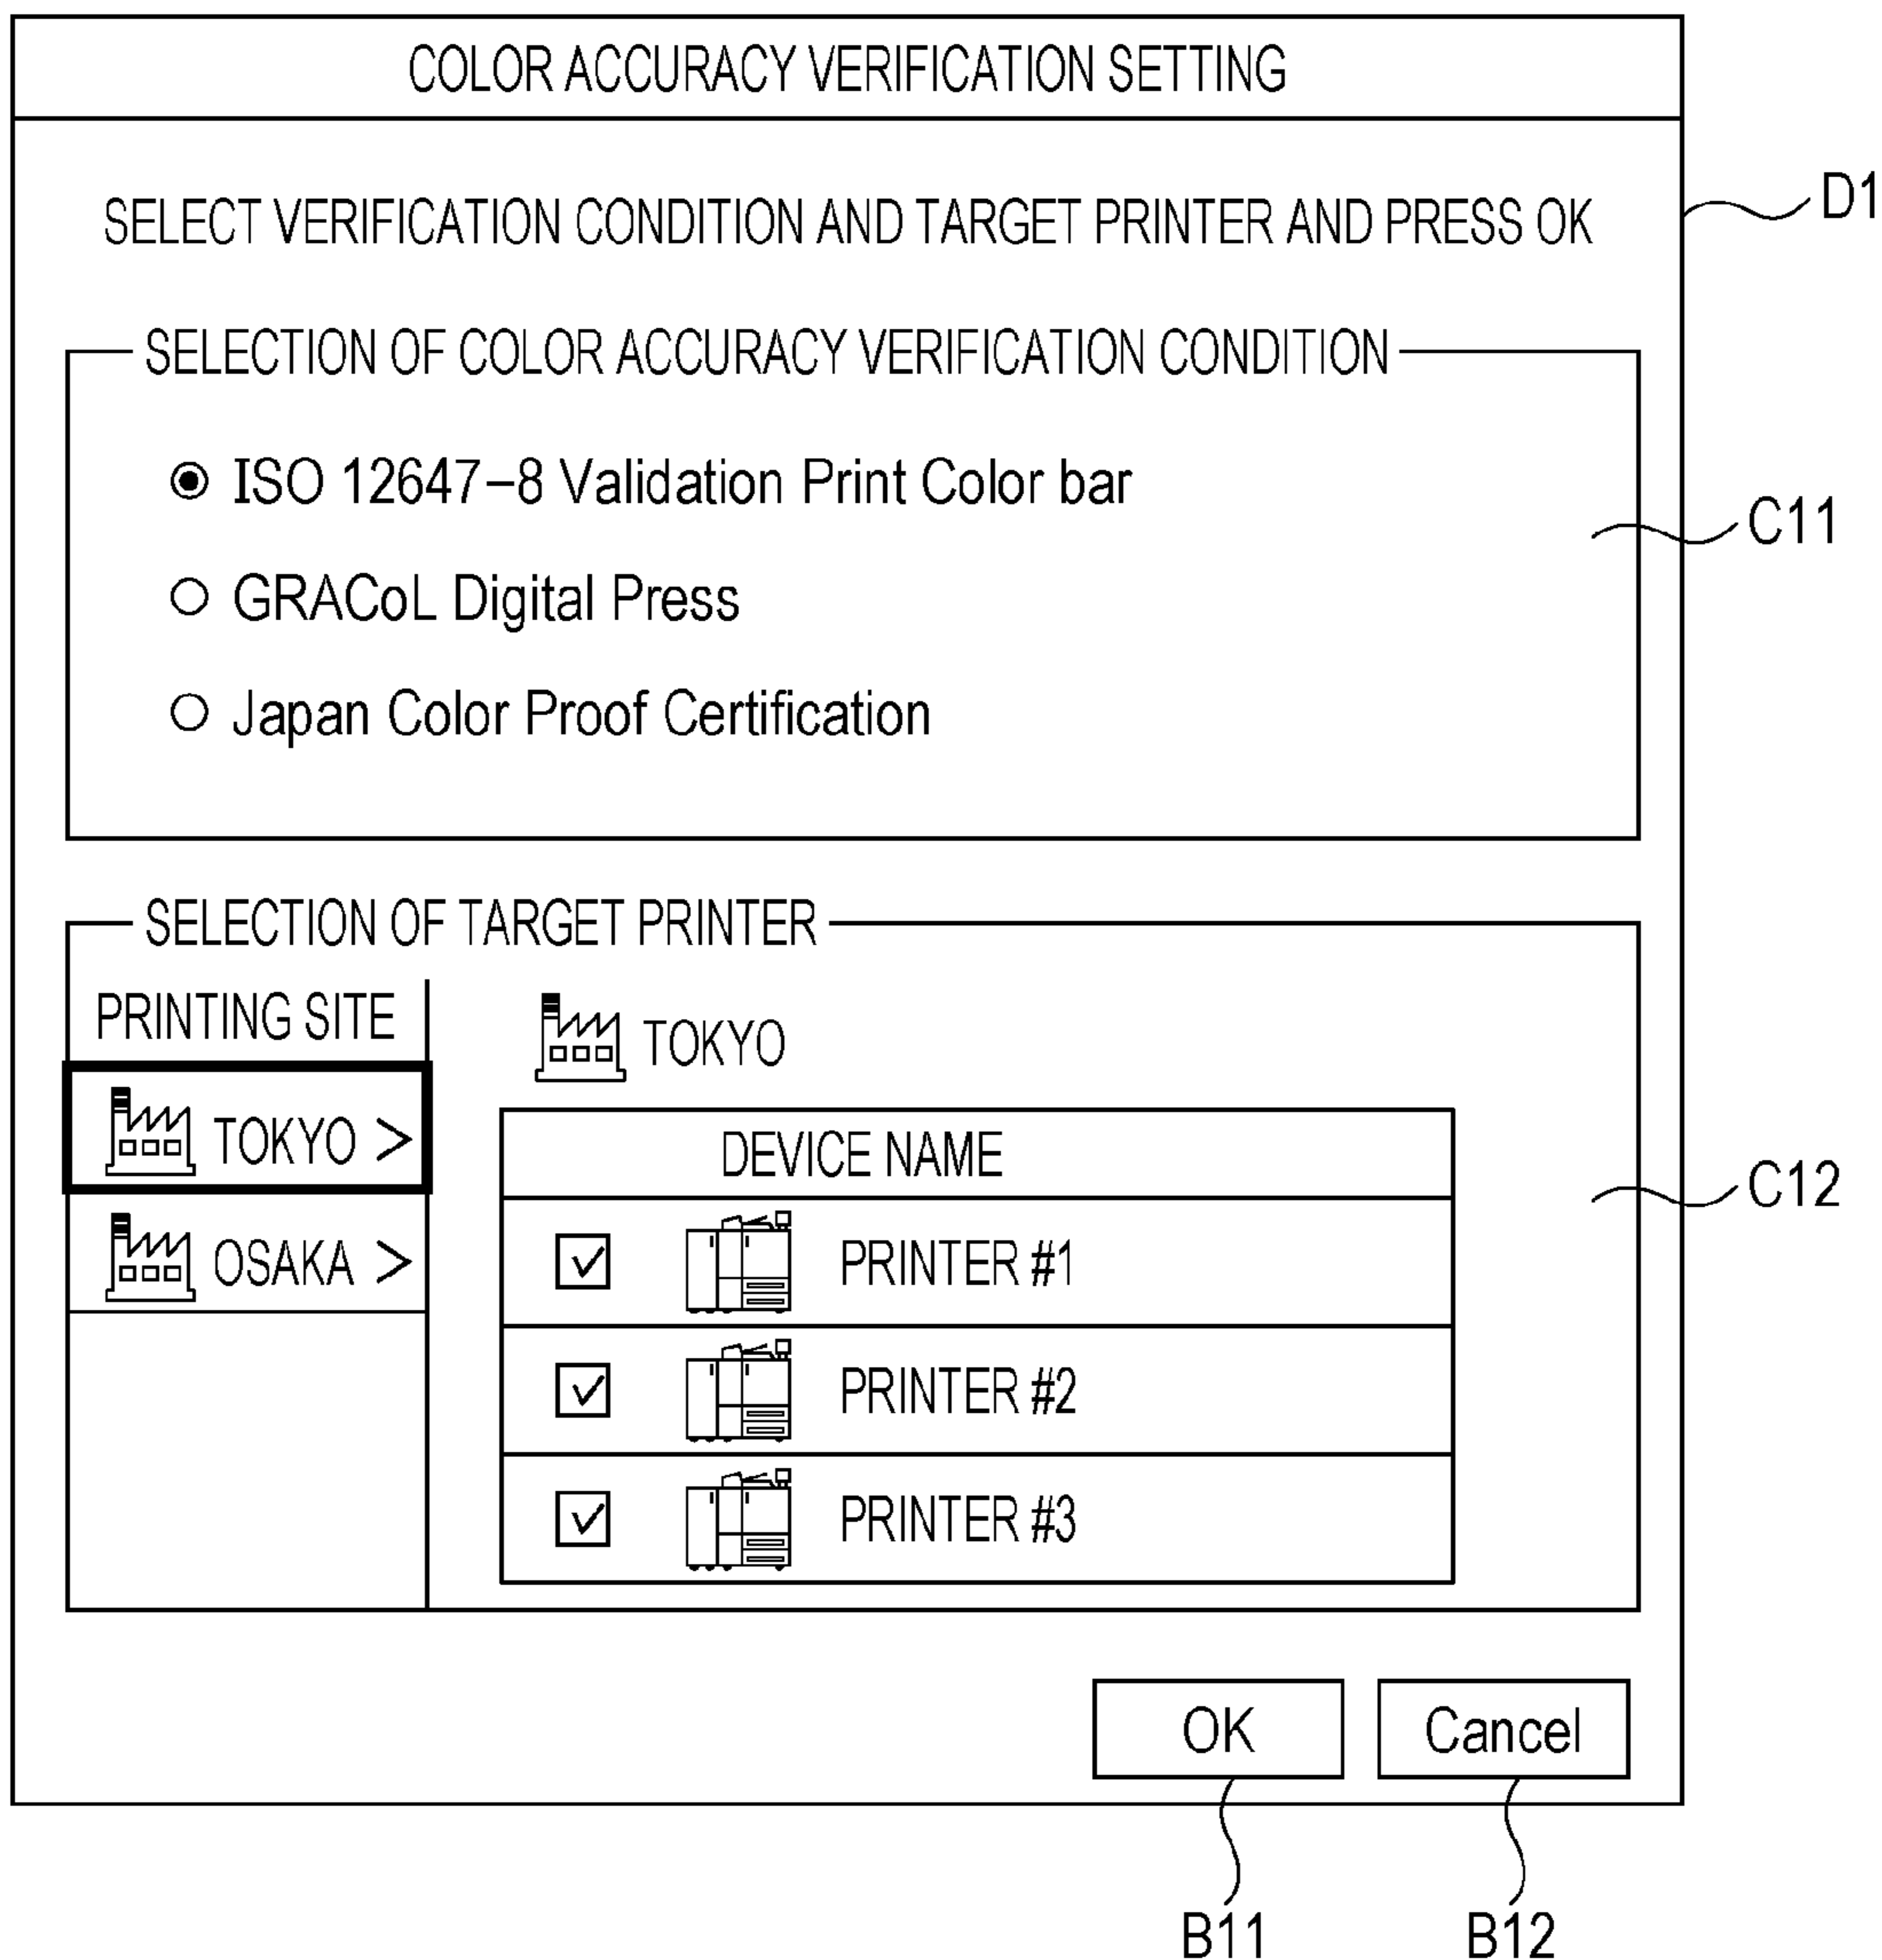 COLOR ACCURACY VERIFICATION SETTING
SELECT VERIFICATION CONDITION AND TARGET PRINTER AND PRESS OK
D1
SELECTION OF COLOR ACCURACY VERIFICATION CONDITION
ISO 12647-8 Validation Print Color bar
C11
GRACoL Digital Press
Japan Color Proof Certification
SELECTION OF TARGET PRINTER
PRINTING SITE
TOKYO >
OSAKA >
TOKYO
DEVICE NAME
C12
PRINTER #1
PRINTER #2
PRINTER #3
OK
Cancel
B11
B12